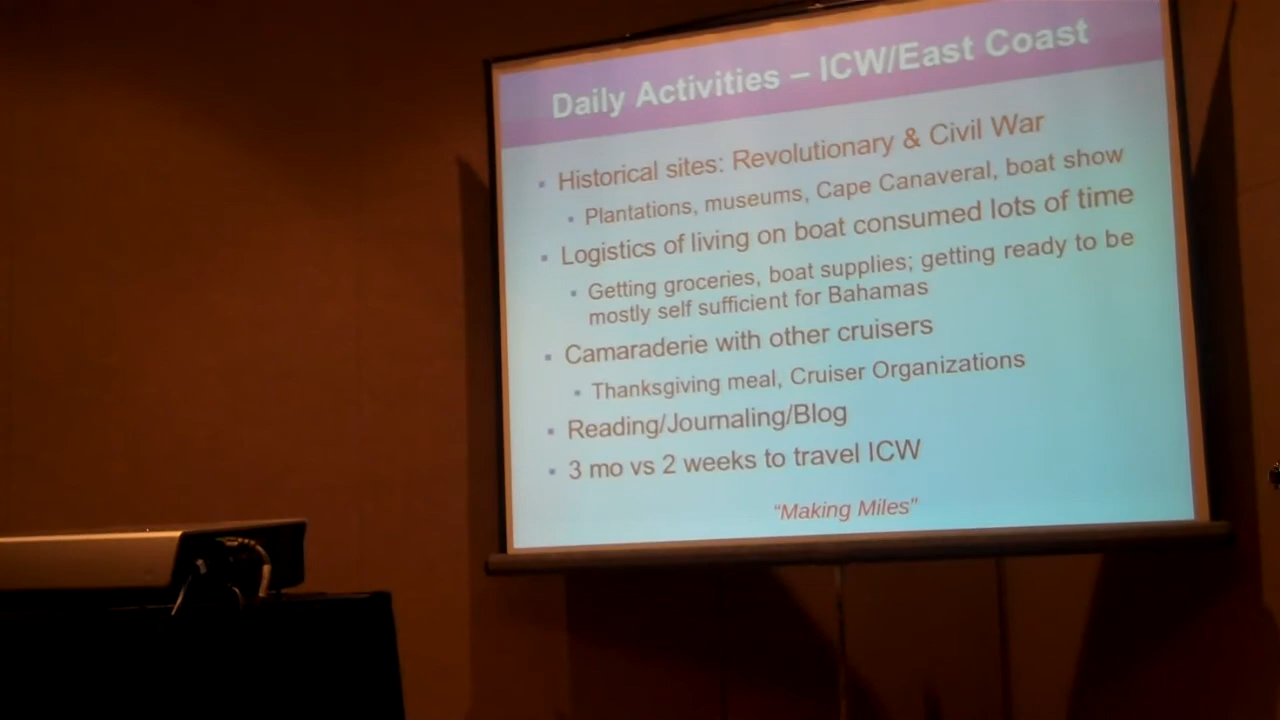 Daily Activities – ICW/East Coast
Historical sites: Revolutionary & Civil War
Plantations, museums, Cape Canaveral, boat show
Logistics of living on boat consumed lots of time
Getting groceries, boat supplies; getting ready to be
mostly self sufficient for Bahamas
Camaraderie with other cruisers
Thanksgiving meal, Cruiser Organizations
Reading/Journaling/Blog
3 mo vs 2 weeks to travel ICW
“Making Miles”